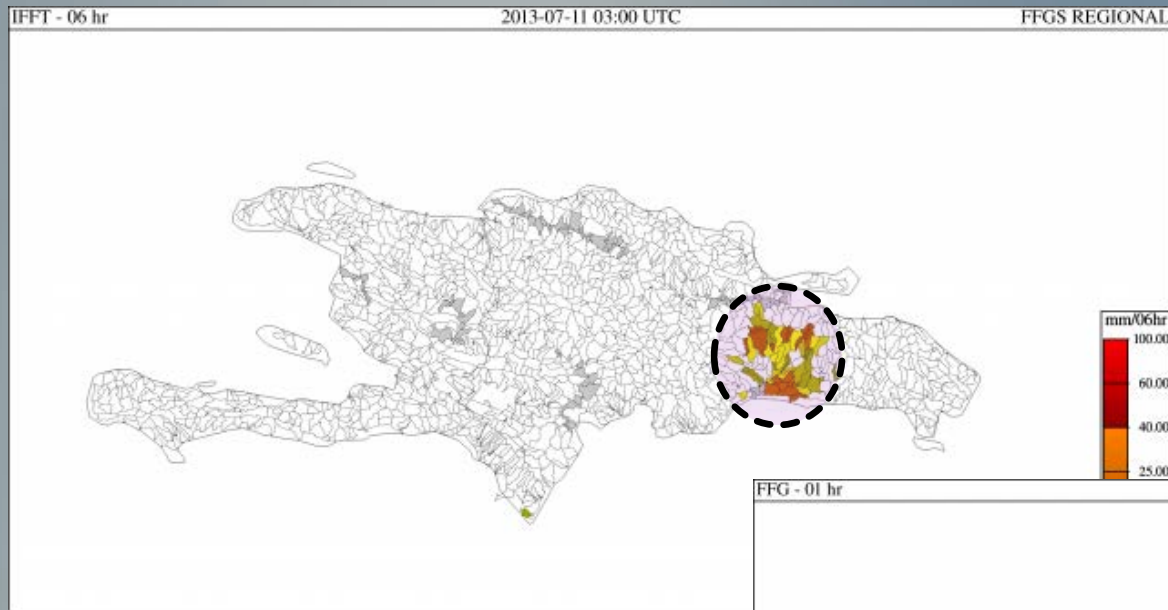 IFFT - 06 hr 2013-07-11 03:00 UTC FFGS REGIONAL
mm/06hr
100.00
60.00
40.00
25.00
FFG - 01 hr